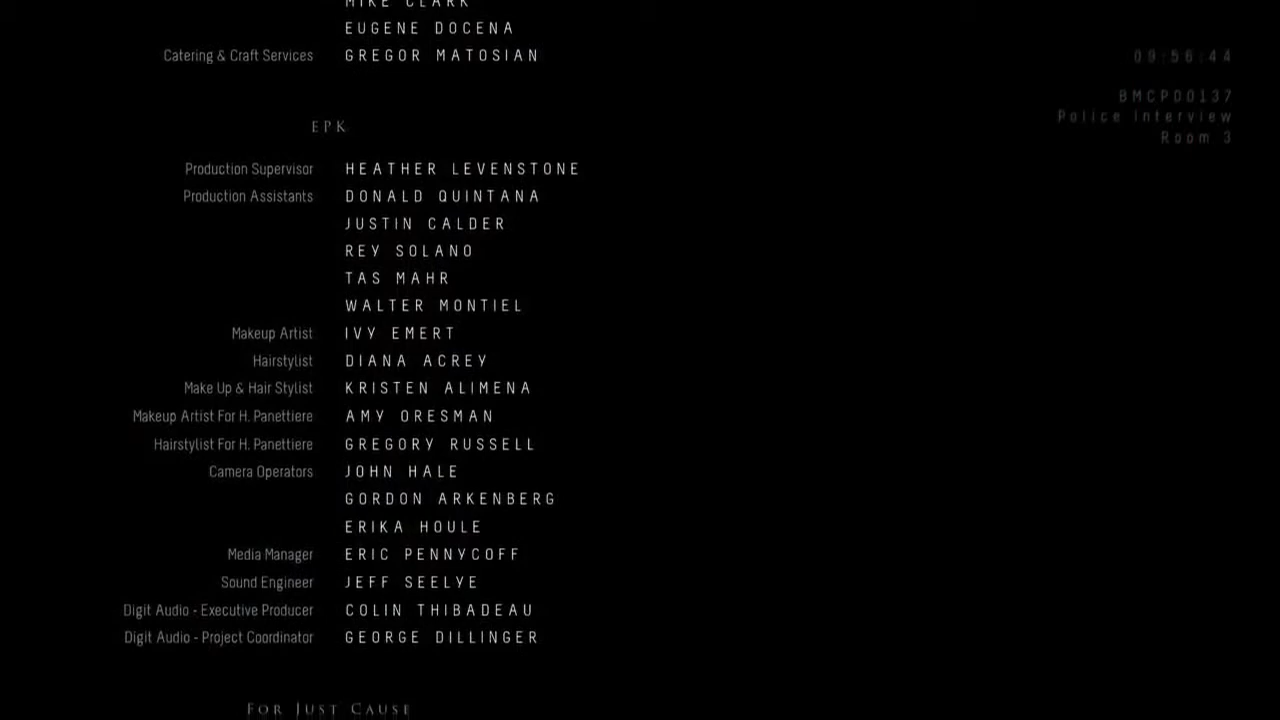 MIKE CLARK
EUGENE DOCENA
Catering & Craft Services GREGOR MATOSIAN
EPK
Production Supervisor HEATHER LEVENSTONE
Production Assistants DONALD QUINTANA
JUSTIN CALDER
REY SOLANO
TAS MAHR
WALTER MONTIEL
Makeup Artist IVY EMERT
Hairstylist DIANA ACREY
Make Up & Hair Stylist KRISTEN ALIMENA
Makeup Artist For H. Panettiere AMY ORESMAN
Hairstylist For H. Panettiere GREGORY RUSSELL
Camera Operators JOHN HALE
GORDON ARKENBERG
ERIKA HOULE
Media Manager ERIC PENNYCOFF
Sound Engineer JEFF SEELYE
Digit Audio - Executive Producer COLIN THIBADEAU
Digit Audio - Project Coordinator GEORGE DILLINGER
FOR JUST CAUSE
09:56:44
BMCPD0137
Police Interview
Room 3